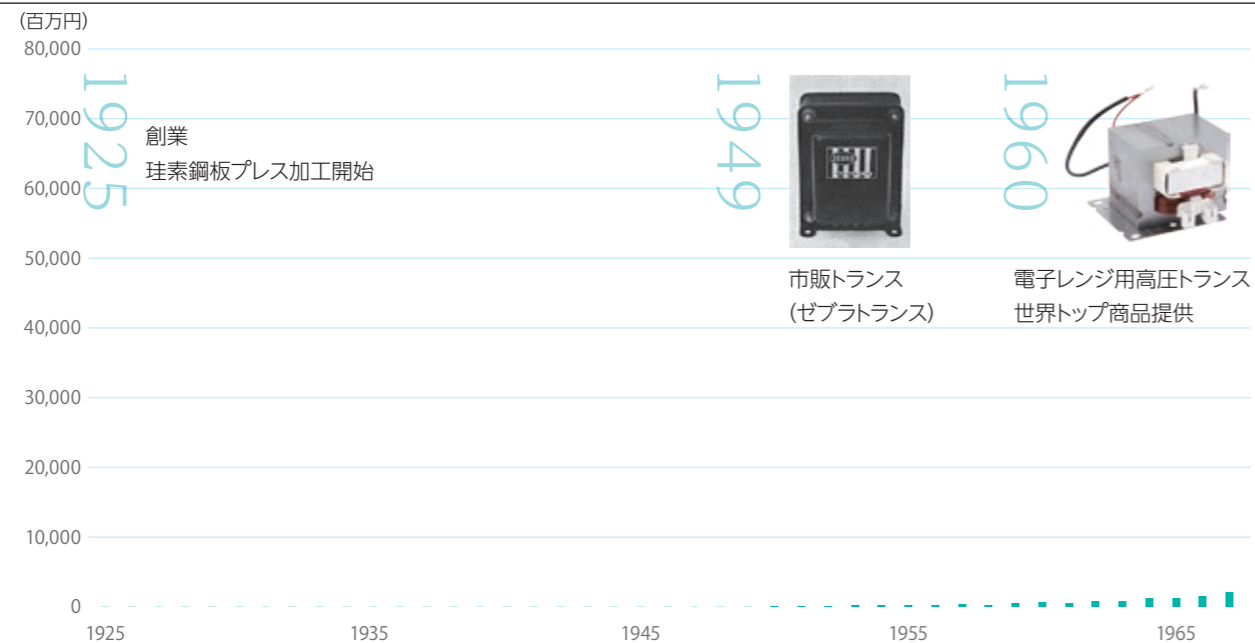 (百万円)
80,000
70,000
60,000
50,000
40,000
30,000
20,000
10,000
0
1925
創業
珪素鋼板プレス加工開始
1949
市販トランス
(ゼブラトランス)
1960
電子レンジ用高圧トランス
世界トップ商品提供
1925
1935
1945
1955
1965